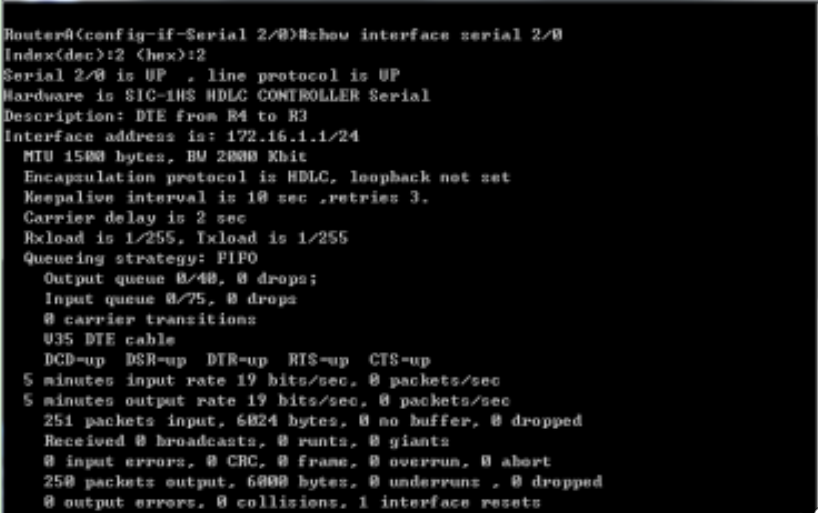 RouterA(config-if-Serial 2/0)#show interface serial 2/0
Index(dec):2 (hex):2
Serial 2/0 is UP  , line protocol is UP
Hardware is SIC-1HS HDLC CONTROLLER Serial
Description: DTE from R4 to R3
Interface address is: 172.16.1.1/24
  MTU 1500 bytes, BW 2000 Kbit
  Encapsulation protocol is HDLC, loopback not set
  Keepalive interval is 10 sec ,retries 3.
  Carrier delay is 2 sec
  Rxload is 1/255, Txload is 1/255
  Queueing strategy: FIFO
    Output queue 0/40, 0 drops;
    Input queue 0/75, 0 drops
    0 carrier transitions
    V35 DTE cable
    DCD=up  DSR=up  DTR=up  RTS=up  CTS=up
  5 minutes input rate 19 bits/sec, 0 packets/sec
  5 minutes output rate 19 bits/sec, 0 packets/sec
    251 packets input, 6024 bytes, 0 no buffer, 0 dropped
    Received 0 broadcasts, 0 runts, 0 giants
    0 input errors, 0 CRC, 0 frame, 0 overrun, 0 abort
    250 packets output, 6000 bytes, 0 underruns , 0 dropped
    0 output errors, 0 collisions, 1 interface resets